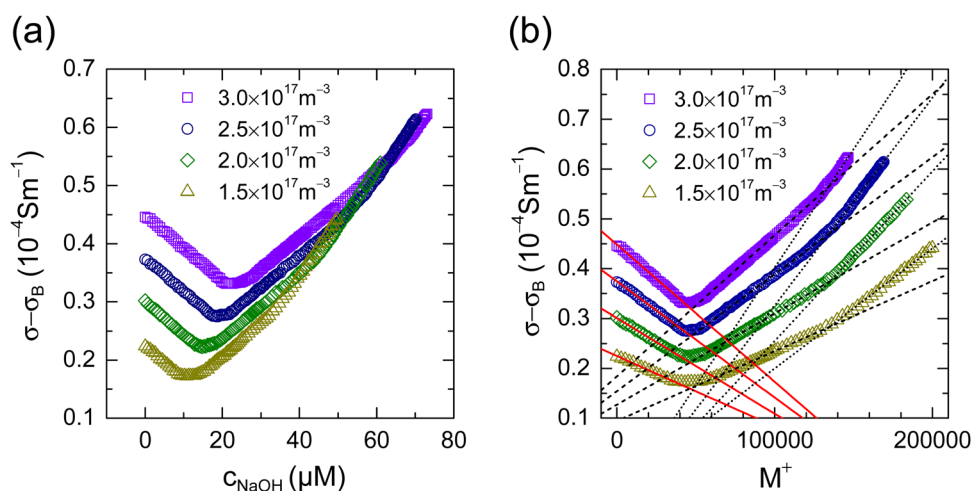 (a)
0.7
0.6
0.5
0.4
0.3
0.2
0.1
σ−σ_B (10⁻⁴Sm⁻¹)
3.0×10¹⁷m⁻³
2.5×10¹⁷m⁻³
2.0×10¹⁷m⁻³
1.5×10¹⁷m⁻³
0 20 40 60 80
c_NaOH (μM)
(b)
0.8
0.7
0.6
0.5
0.4
0.3
0.2
0.1
σ−σ_B (10⁻⁴Sm⁻¹)
3.0×10¹⁷m⁻³
2.5×10¹⁷m⁻³
2.0×10¹⁷m⁻³
1.5×10¹⁷m⁻³
0 100000 200000
M⁺